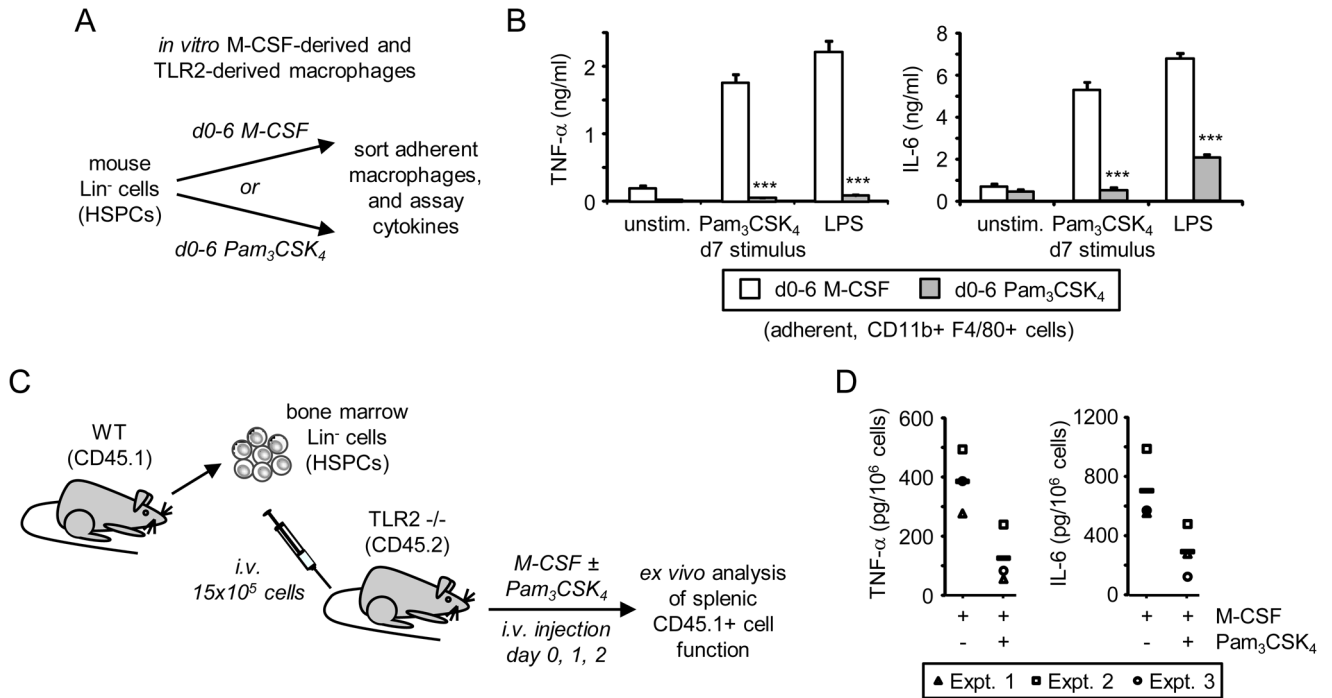 A
in vitro M-CSF-derived and
TLR2-derived macrophages
mouse
Lin⁻ cells
(HSPCs)
d0-6 M-CSF
or
d0-6 Pam₃CSK₄
sort adherent
macrophages,
and assay
cytokines
B
TNF-α (ng/ml)
2
1
0
***
***
unstim. Pam₃CSK₄ LPS
d7 stimulus
IL-6 (ng/ml)
8
6
4
2
0
***
***
unstim. Pam₃CSK₄ LPS
d7 stimulus
d0-6 M-CSF d0-6 Pam₃CSK₄
(adherent, CD11b+ F4/80+ cells)
C
WT
(CD45.1)
bone marrow
Lin⁻ cells
(HSPCs)
i.v.
15x10⁵ cells
TLR2 -/-
(CD45.2)
M-CSF ±
Pam₃CSK₄
i.v. injection
day 0, 1, 2
ex vivo analysis
of splenic
CD45.1+ cell
function
D
TNF-α (pg/10⁶ cells)
600
400
200
0
IL-6 (pg/10⁶ cells)
1200
800
400
0
+ + + + M-CSF
- + - + Pam₃CSK₄
Expt. 1 Expt. 2 Expt. 3